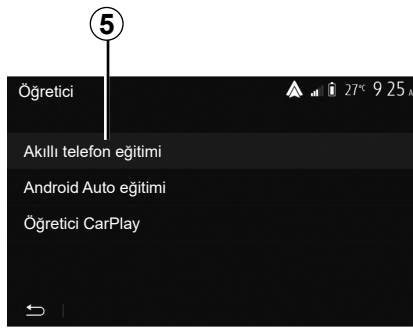 5
Öğretici 27°C 9 25 A
Akıllı telefon eğitimi
Android Auto eğitimi
Öğretici CarPlay